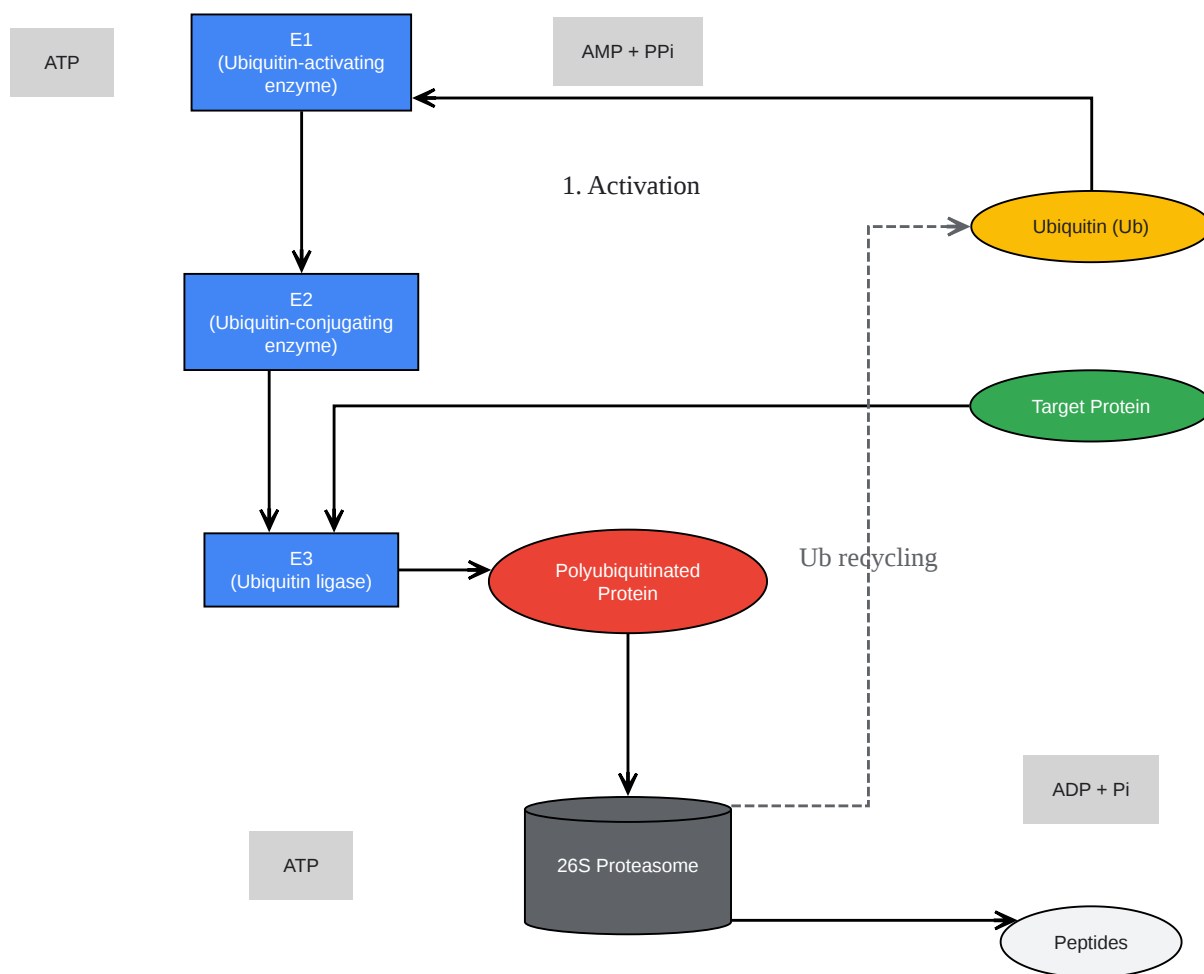 E1
(Ubiquitin-activating
enzyme)
ATP
AMP + PPi
1. Activation
Ubiquitin (Ub)
E2
(Ubiquitin-conjugating
enzyme)
Target Protein
E3
(Ubiquitin ligase)
Polyubiquitinated
Protein
Ub recycling
ADP + Pi
ATP
26S Proteasome
Peptides